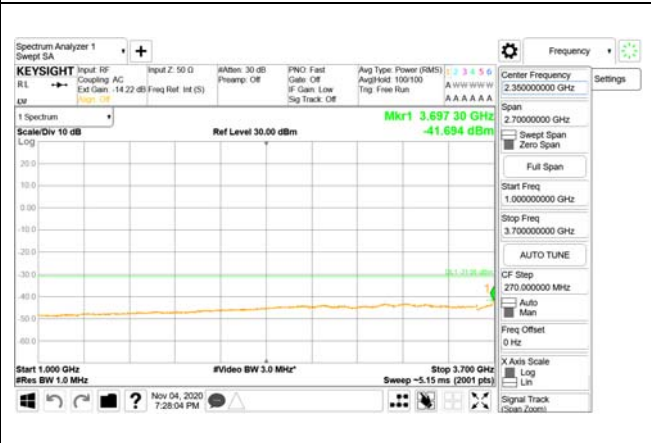 Spectrum Analyzer 1
Swept SA
+
Frequency
KEYSIGHT
Input: RF
Coupling: AC
Ext Gain: -14.22 dB
Align: Off
Input Z: 50 Ω
Freq Ref: Int (S)
#Atten: 30 dB
Preamp: Off
PNO: Fast
Gate: Off
IF Gain: Low
Sig Track: Off
Avg Type: Power (RMS)
Avg|Hold: 100/100
Trig: Free Run
1 2 3 4 5 6
A W W W W W
A A A A A A
RL
Center Frequency
2.350000000 GHz
Settings
1 Spectrum
Mkr1 3.697 30 GHz
Scale/Div 10 dB
Ref Level 30.00 dBm
-41.694 dBm
Log
20.0
10.0
0.00
-10.0
-20.0
-30.0
-40.0
-50.0
-60.0
1
Start 1.000 GHz
#Video BW 3.0 MHz*
Stop 3.700 GHz
#Res BW 1.0 MHz
Sweep ~5.15 ms (2001 pts)
Span
2.70000000 GHz
Swept Span
Zero Span
Full Span
Start Freq
1.000000000 GHz
Stop Freq
3.700000000 GHz
AUTO TUNE
CF Step
270.000000 MHz
Auto
Man
Freq Offset
0 Hz
X Axis Scale
Log
Lin
Signal Track
(Span Zoom)
?
Nov 04, 2020
7:28:04 PM